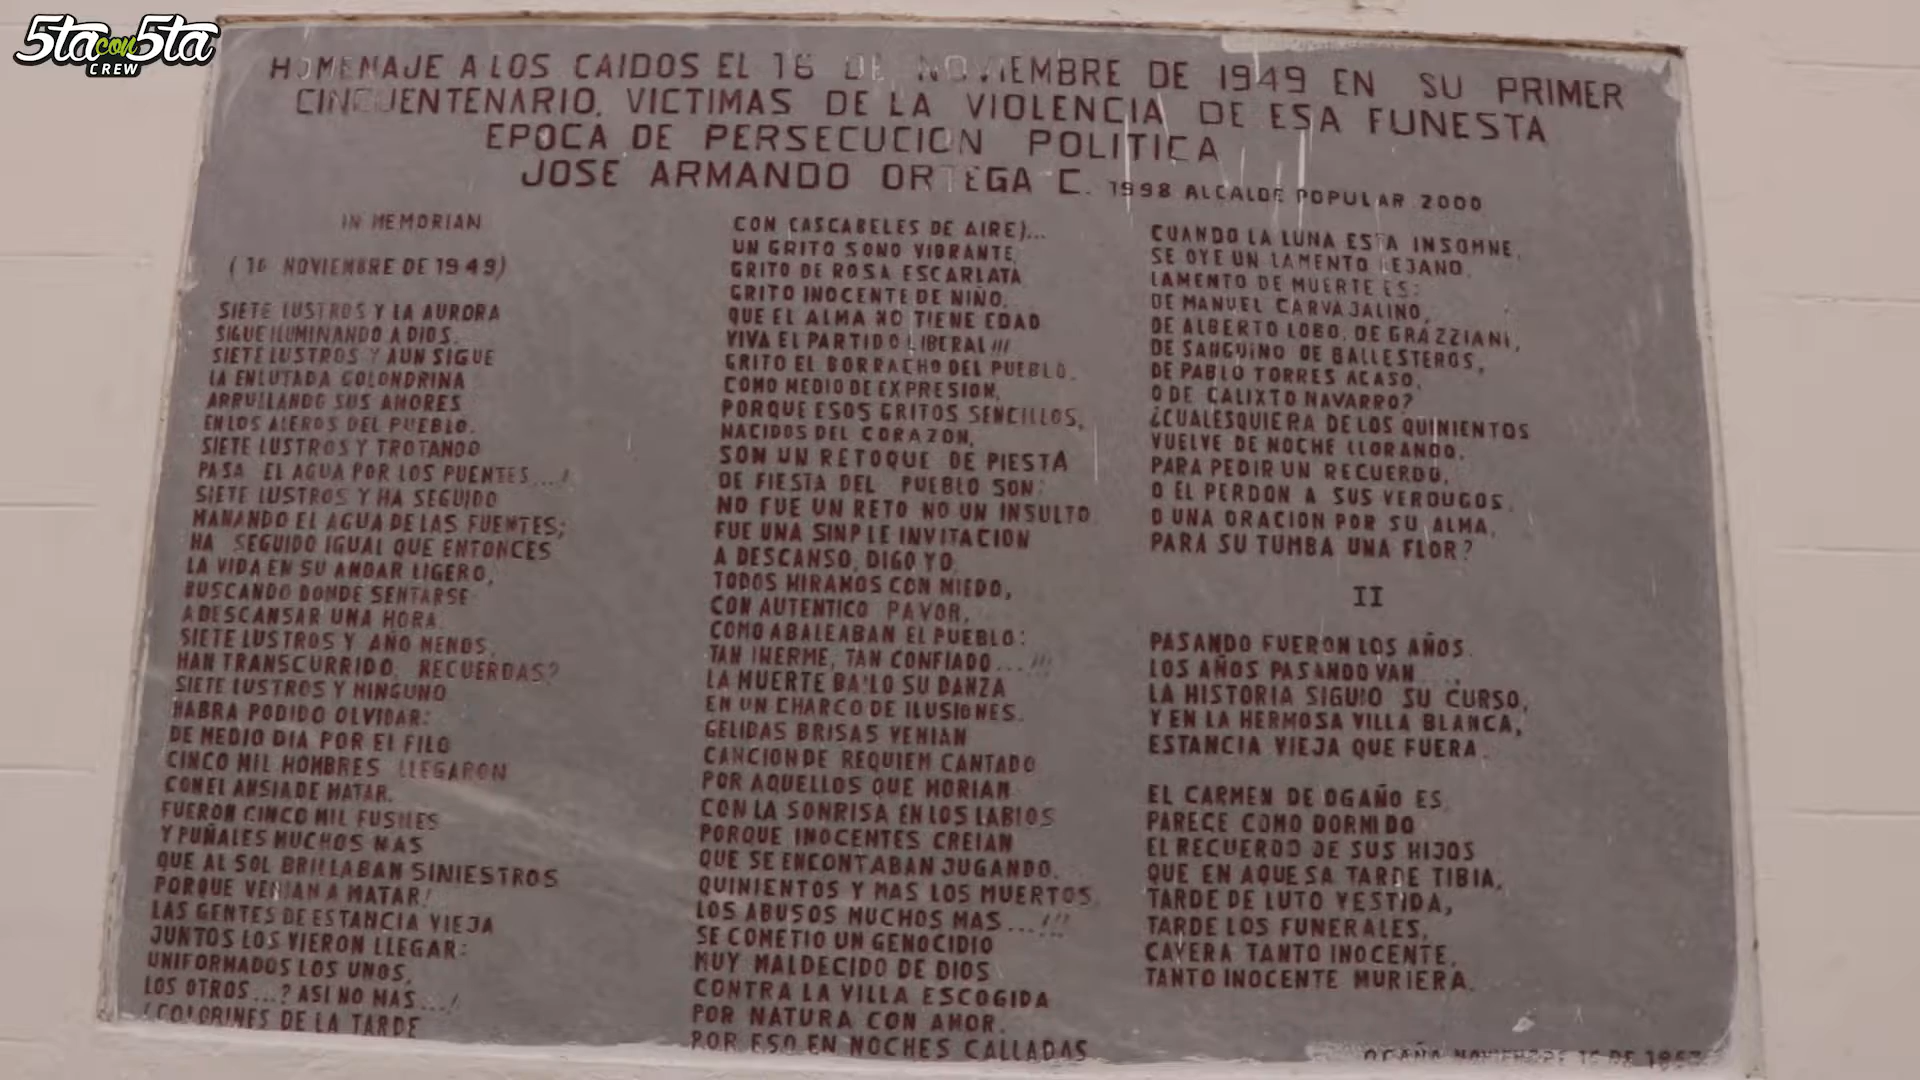 5ta con 5ta
CREW
HOMENAJE A LOS CAIDOS EL 16 DE NOVIEMBRE DE 1949 EN SU PRIMER
CINCUENTENARIO, VICTIMAS DE LA VIOLENCIA DE ESA FUNESTA
EPOCA DE PERSECUCION POLITICA
JOSE ARMANDO ORTEGA C. 1998 ALCALDE POPULAR 2000
IN MEMORIAN
(16 NOVIEMBRE DE 1949)
SIETE LUSTROS Y LA AURORA
SIGUE ILUMINANDO A DIOS.
SIETE LUSTROS Y AUN SIGUE
LA ENLUTADA GOLONDRINA
ARRULLANDO SUS AMORES
EN LOS ALEROS DEL PUEBLO.
SIETE LUSTROS Y TROTANDO
PASA EL AGUA POR LOS PUENTES...!
SIETE LUSTROS Y HA SEGUIDO
MANANDO EL AGUA DE LAS FUENTES;
HA SEGUIDO IGUAL QUE ENTONCES
LA VIDA EN SU ANDAR LIGERO,
BUSCANDO DONDE SENTARSE
A DESCANSAR UNA HORA.
SIETE LUSTROS Y AÑO MENOS.
HAN TRANSCURRIDO, RECUERDAS?
SIETE LUSTROS Y NINGUNO
HABRA PODIDO OLVIDAR:
DE MEDIO DIA POR EL FILO
CINCO MIL HOMBRES LLEGARON
CON EL ANSIA DE MATAR.
FUERON CINCO MIL FUSILES
Y PUÑALES MUCHOS MAS
QUE AL SOL BRILLABAN SINIESTROS
PORQUE VENIAN A MATAR!
LAS GENTES DE ESTANCIA VIEJA
JUNTOS LOS VIERON LLEGAR:
UNIFORMADOS LOS UNOS,
LOS OTROS...? ASI NO MAS...!
(COLORINES DE LA TARDE
CON CASCABELES DE AIRE)...
UN GRITO SONO VIBRANTE,
GRITO DE ROSA ESCARLATA
GRITO INOCENTE DE NIÑO.
QUE EL ALMA NO TIENE EDAD
VIVA EL PARTIDO LIBERAL!!!
GRITO EL BORRACHO DEL PUEBLO.
COMO MEDIO DE EXPRESION,
PORQUE ESOS GRITOS SENCILLOS,
NACIDOS DEL CORAZON,
SON UN RETOQUE DE PIESTA
DE FIESTA DEL PUEBLO SON:
NO FUE UN RETO NO UN INSULTO
FUE UNA SINPLE INVITACION
A DESCANSO, DIGO YO,
TODOS MIRAMOS CON MIEDO,
CON AUTENTICO PAVOR,
COMO ABALEABAN EL PUEBLO:
TAN INERME, TAN CONFIADO...!!!
LA MUERTE BAILO SU DANZA
EN UN CHARCO DE ILUSIONES.
GELIDAS BRISAS VENIAN
CANCION DE REQUIEM CANTADO
POR AQUELLOS QUE MORIAN
CON LA SONRISA EN LOS LABIOS
PORQUE INOCENTES CREIAN
QUE SE ENCONTABAN JUGANDO.
QUINIENTOS Y MAS LOS MUERTOS
LOS ABUSOS MUCHOS MAS...!!!
SE COMETIO UN GENOCIDIO
MUY MALDECIDO DE DIOS
CONTRA LA VILLA ESCOGIDA
POR NATURA CON AMOR.
POR ESO EN NOCHES CALLADAS
CUANDO LA LUNA ESTA INSOMNE,
SE OYE UN LAMENTO LEJANO,
LAMENTO DE MUERTE ES:
DE MANUEL CARVAJALINO,
DE ALBERTO LOBO, DE GRAZZIANI,
DE SANGUINO DE BALLESTEROS,
DE PABLO TORRES ACASO,
O DE CALIXTO NAVARRO?
¿CUALESQUIERA DE LOS QUINIENTOS
VUELVE DE NOCHE LLORANDO,
PARA PEDIR UN RECUERDO,
O EL PERDON A SUS VERDUGOS.
O UNA ORACION POR SU ALMA,
PARA SU TUMBA UNA FLOR?
II
PASANDO FUERON LOS AÑOS.
LOS AÑOS PASANDO VAN....
LA HISTORIA SIGUIO SU CURSO,
Y EN LA HERMOSA VILLA BLANCA,
ESTANCIA VIEJA QUE FUERA.
EL CARMEN DE OGAÑO ES
PARECE COMO DORMIDO
EL RECUERDO DE SUS HIJOS
QUE EN AQUESA TARDE TIBIA,
TARDE DE LUTO VESTIDA,
TARDE LOS FUNERALES,
CAYERA TANTO INOCENTE,
TANTO INOCENTE MURIERA.
OCAÑA NOVIEMBRE 16 DE